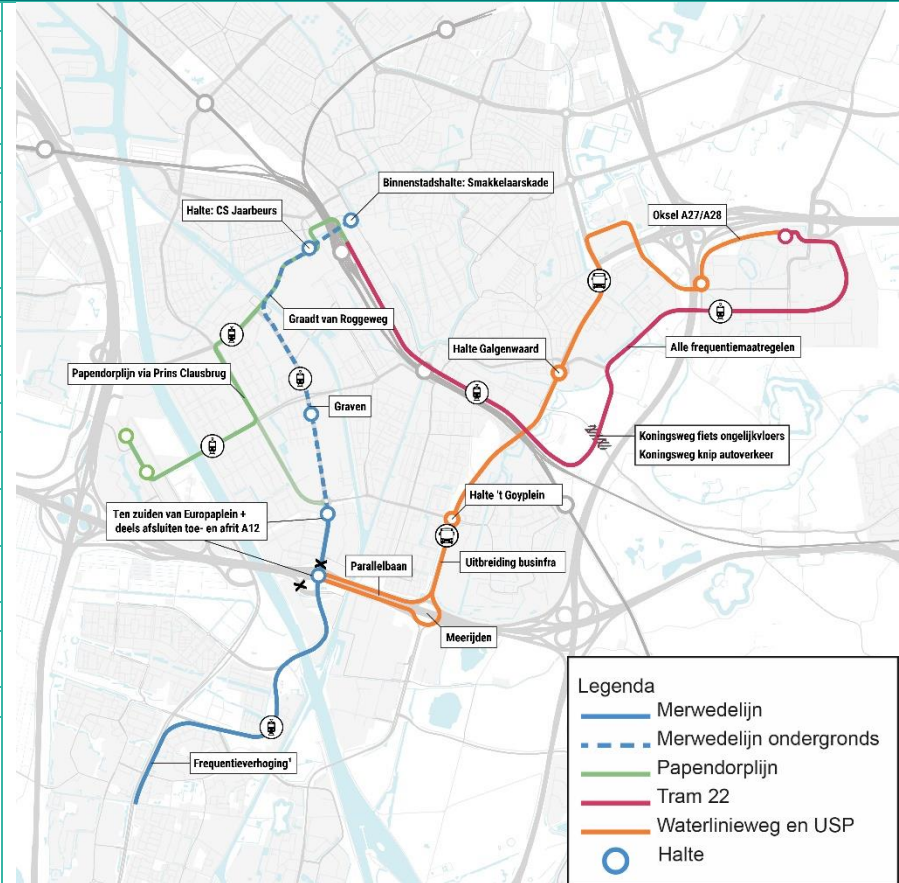 Binnenstadshalte: Smakkelaarskade
Halte: CS Jaarbeurs
Oksel A27/A28
Graadt van Roggeweg
Halte Galgenwaard
Alle frequentiemaatregelen
Papendorplijn via Prins Clausbrug
Graven
Koningsweg fiets ongelijkvloers
Koningsweg knip autoverkeer
Halte 't Goyplein
Ten zuiden van Europaplein +
deels afsluiten toe- en afrit A12
Parallelbaan
Uitbreiding businfra
Meerijden
Frequentieverhoging¹
x
x
Legenda
Merwedelijn
Merwedelijn ondergronds
Papendorplijn
Tram 22
Waterlinieweg en USP
Halte